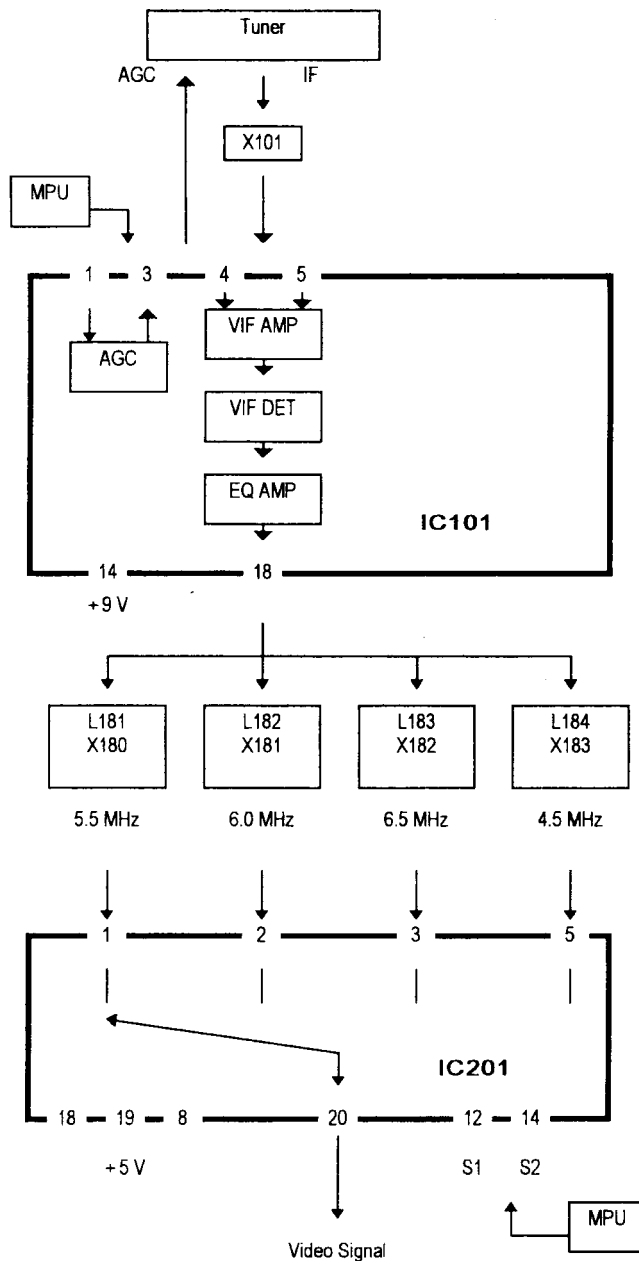 Tuner
AGC IF
X101
MPU
1 3 4 5
VIF AMP
AGC
VIF DET
EQ AMP
IC101
14 18
+9 V
L181 L182 L183 L184
X180 X181 X182 X183
5.5 MHz 6.0 MHz 6.5 MHz 4.5 MHz
1 2 3 5
IC201
18 19 8 20 12 14
+5 V S1 S2
MPU
Video Signal